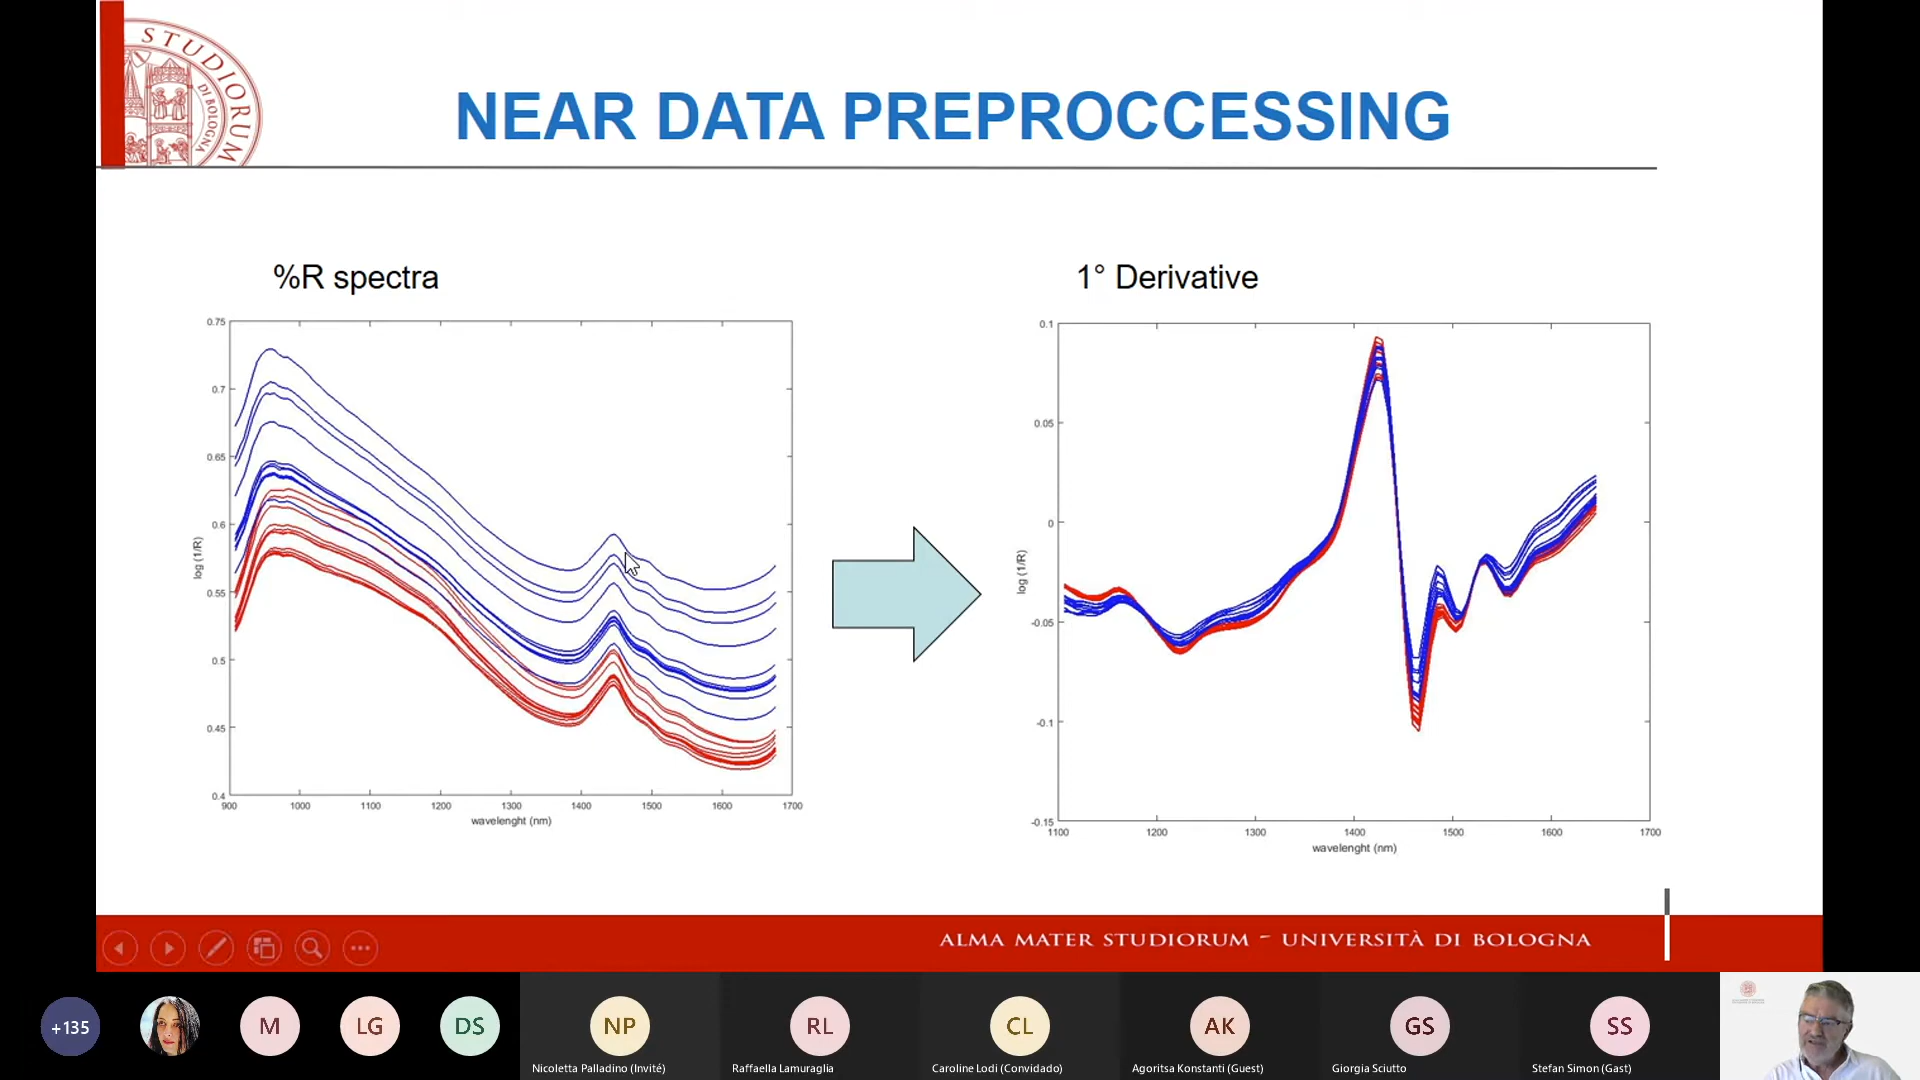 STUDIORUM
DI BOLOGNA
NEAR DATA PREPROCCESSING
%R spectra
1° Derivative
0.75
0.7
0.65
0.6
0.55
0.5
0.45
0.4
log (1/R)
900 1000 1100 1200 1300 1400 1500 1600 1700
wavelenght (nm)
0.1
0.05
0
-0.05
-0.1
-0.15
log (1/R)
1100 1200 1300 1400 1500 1600 1700
wavelenght (nm)
ALMA MATER STUDIORUM - UNIVERSITÀ DI BOLOGNA
+135
M
LG
DS
NP
RL
CL
AK
GS
SS
Nicoletta Palladino (Invité)
Raffaella Lamuraglia
Caroline Lodi (Convidado)
Agoritsa Konstanti (Guest)
Giorgia Sciutto
Stefan Simon (Gast)